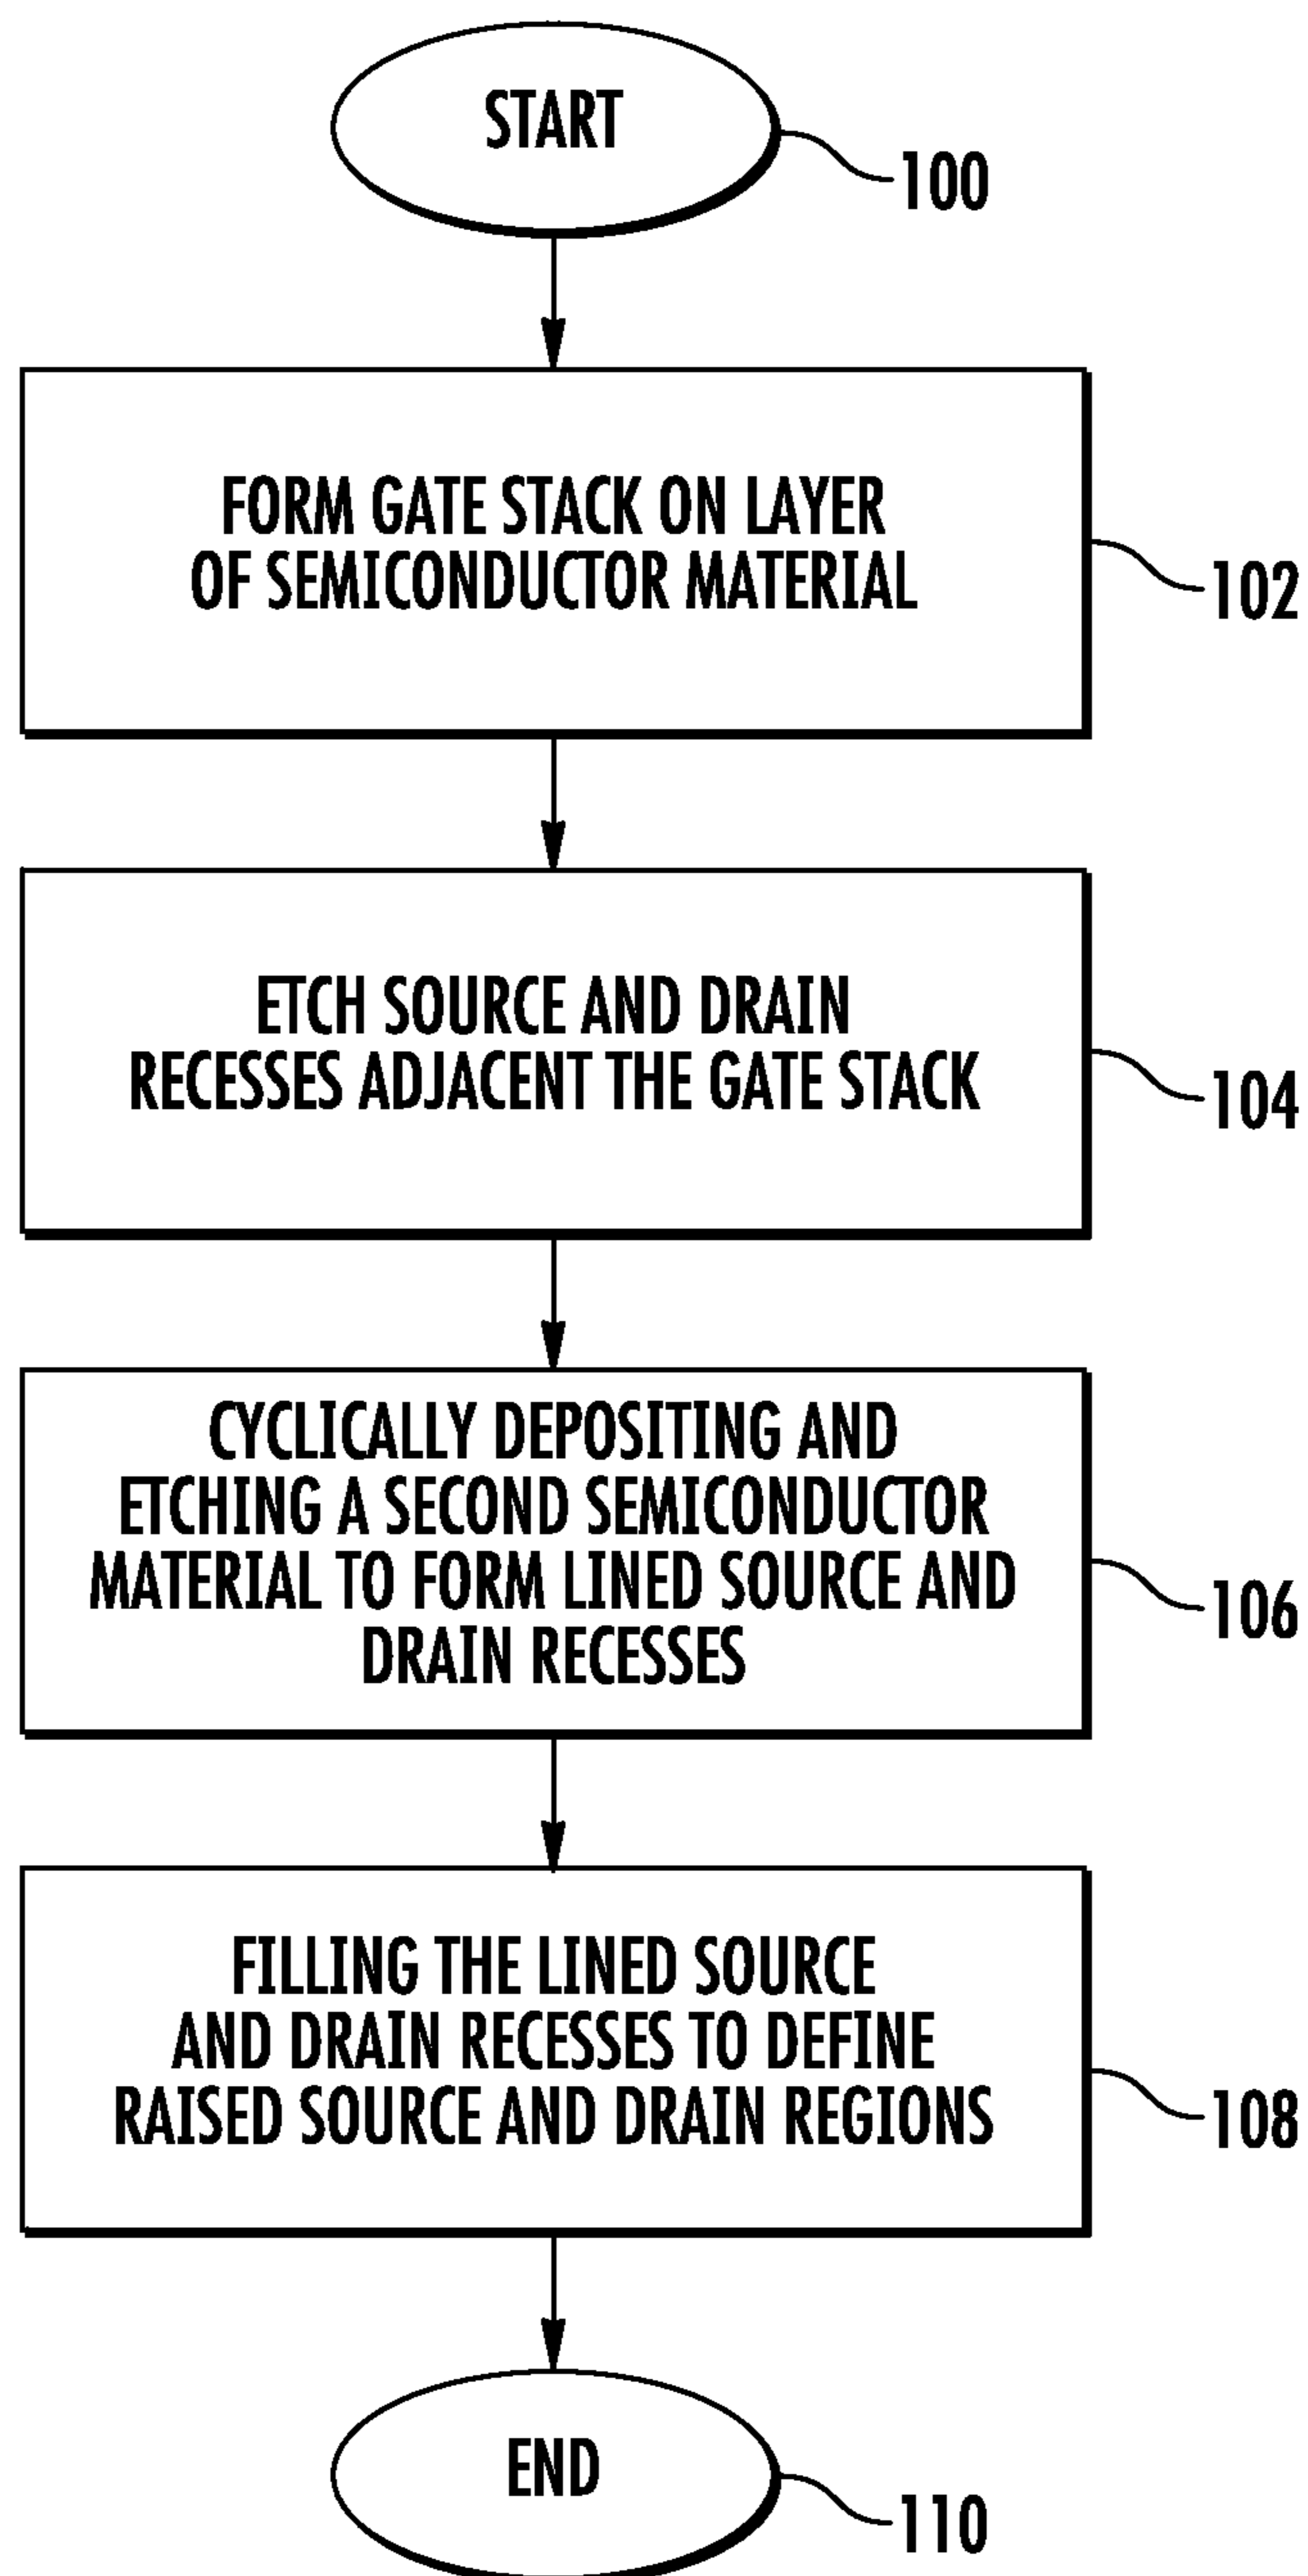 START
100
FORM GATE STACK ON LAYER
OF SEMICONDUCTOR MATERIAL
102
ETCH SOURCE AND DRAIN
RECESSES ADJACENT THE GATE STACK
104
CYCLICALLY DEPOSITING AND
ETCHING A SECOND SEMICONDUCTOR
MATERIAL TO FORM LINED SOURCE AND
DRAIN RECESSES
106
FILLING THE LINED SOURCE
AND DRAIN RECESSES TO DEFINE
RAISED SOURCE AND DRAIN REGIONS
108
END
110